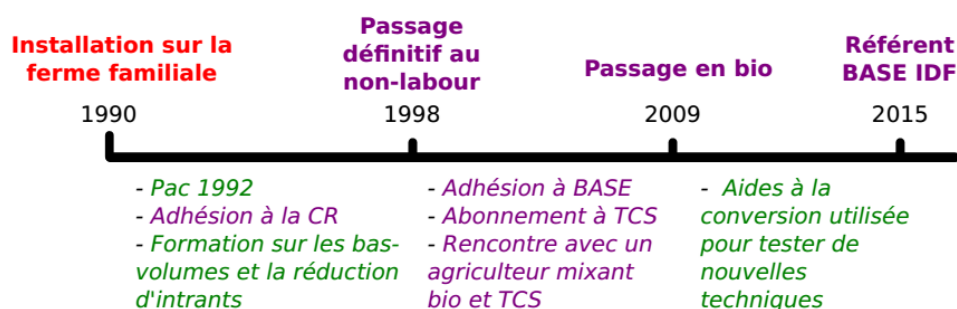 Installation sur la
ferme familiale
Passage
définitif au
non-labour
Passage en bio
Référent
BASE IDF
1990
1998
2009
2015
- Pac 1992
- Adhésion à la CR
- Formation sur les bas-
volumes et la réduction
d'intrants
- Adhésion à BASE
- Abonnement à TCS
- Rencontre avec un
agriculteur mixant
bio et TCS
- Aides à la
conversion utilisée
pour tester de
nouvelles
techniques